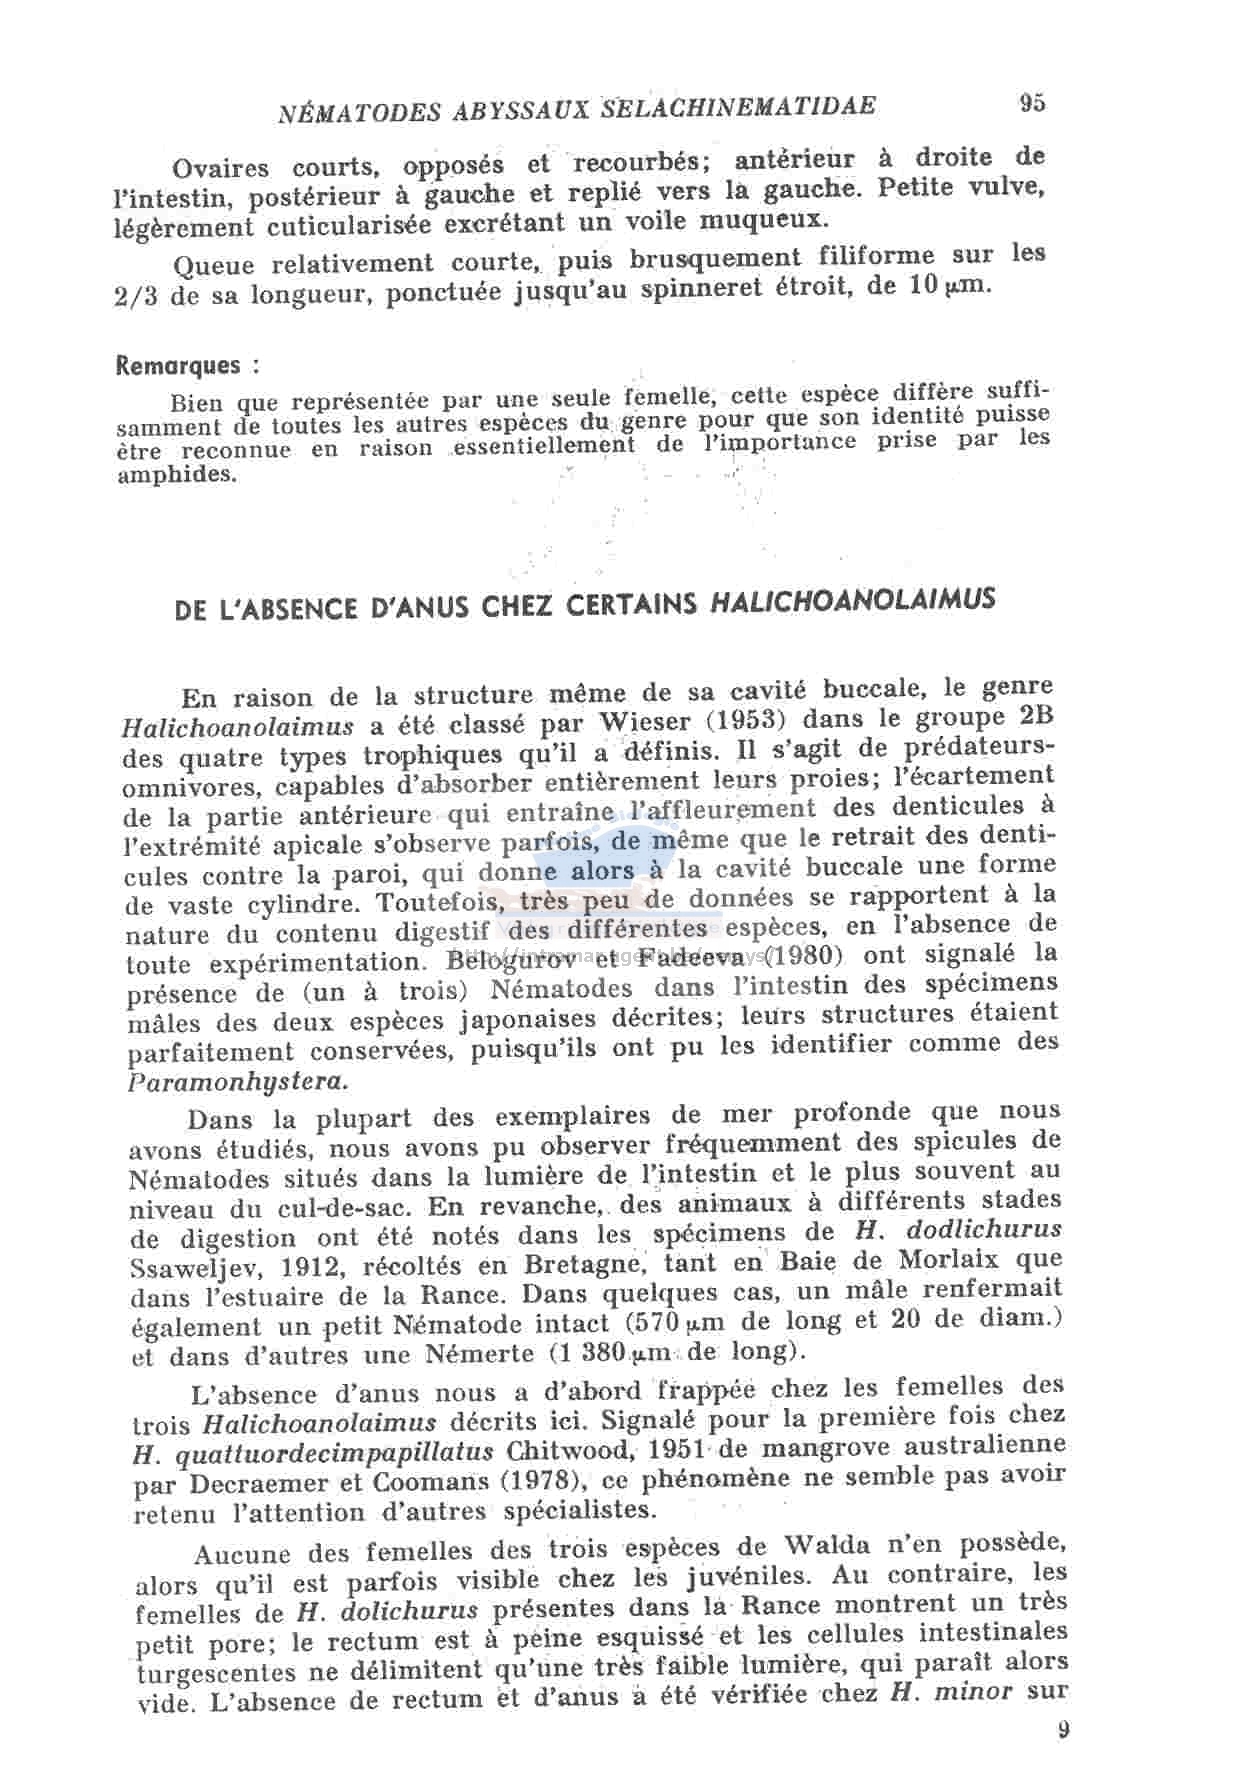 NÉMATODES ABYSSAUX SELACHINEMATIDAE 95
Ovaires courts, opposés et recourbés; antérieur à droite de
l'intestin, postérieur à gauche et replié vers la gauche. Petite vulve,
légèrement cuticularisée excrétant un voile muqueux.
Queue relativement courte, puis brusquement filiforme sur les
2/3 de sa longueur, ponctuée jusqu'au spinneret étroit, de 10 µm.
Remarques :
Bien que représentée par une seule femelle, cette espèce diffère suffi-
samment de toutes les autres espèces du genre pour que son identité puisse
être reconnue en raison essentiellement de l'importance prise par les
amphides.
DE L'ABSENCE D'ANUS CHEZ CERTAINS HALICHOANOLAIMUS
En raison de la structure même de sa cavité buccale, le genre
Halichoanolaimus a été classé par Wieser (1953) dans le groupe 2B
des quatre types trophiques qu'il a définis. Il s'agit de prédateurs-
omnivores, capables d'absorber entièrement leurs proies; l'écartement
de la partie antérieure qui entraîne l'affleurement des denticules à
l'extrémité apicale s'observe parfois, de même que le retrait des denti-
cules contre la paroi, qui donne alors à la cavité buccale une forme
de vaste cylindre. Toutefois, très peu de données se rapportent à la
nature du contenu digestif des différentes espèces, en l'absence de
toute expérimentation. Belogurov et Fadeeva (1980) ont signalé la
présence de (un à trois) Nématodes dans l'intestin des spécimens
mâles des deux espèces japonaises décrites; leurs structures étaient
parfaitement conservées, puisqu'ils ont pu les identifier comme des
Paramonhystera.
Dans la plupart des exemplaires de mer profonde que nous
avons étudiés, nous avons pu observer fréquemment des spicules de
Nématodes situés dans la lumière de l'intestin et le plus souvent au
niveau du cul-de-sac. En revanche, des animaux à différents stades
de digestion ont été notés dans les spécimens de H. dodlichurus
Ssaweljev, 1912, récoltés en Bretagne, tant en Baie de Morlaix que
dans l'estuaire de la Rance. Dans quelques cas, un mâle renfermait
également un petit Nématode intact (570 µm de long et 20 de diam.)
et dans d'autres une Némerte (1 380 µm de long).
L'absence d'anus nous a d'abord frappée chez les femelles des
trois Halichoanolaimus décrits ici. Signalé pour la première fois chez
H. quattuordecimpapillatus Chitwood, 1951 de mangrove australienne
par Decraemer et Coomans (1978), ce phénomène ne semble pas avoir
retenu l'attention d'autres spécialistes.
Aucune des femelles des trois espèces de Walda n'en possède,
alors qu'il est parfois visible chez les juvéniles. Au contraire, les
femelles de H. dolichurus présentes dans la Rance montrent un très
petit pore; le rectum est à peine esquissé et les cellules intestinales
turgescentes ne délimitent qu'une très faible lumière, qui paraît alors
vide. L'absence de rectum et d'anus a été vérifiée chez H. minor sur
9